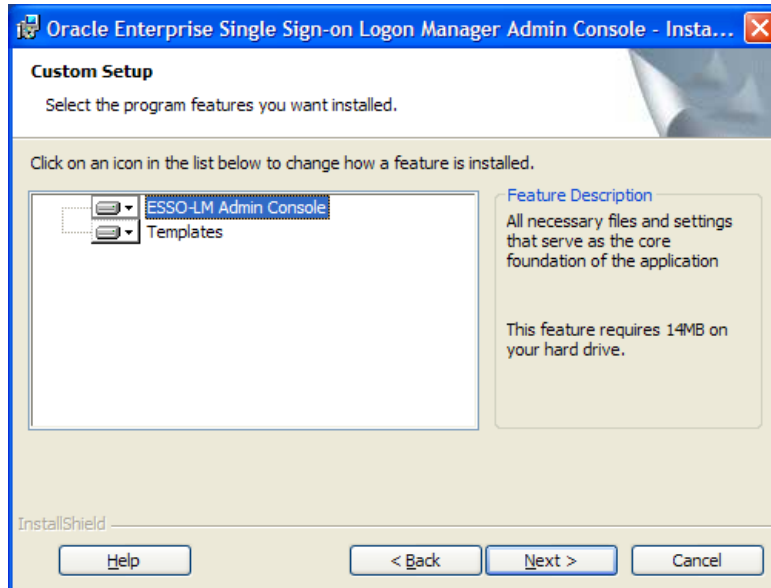 Oracle Enterprise Single Sign-on Logon Manager Admin Console - Insta...
Custom Setup
Select the program features you want installed.
Click on an icon in the list below to change how a feature is installed.
ESSO-LM Admin Console
Templates
Feature Description
All necessary files and settings
that serve as the core
foundation of the application
This feature requires 14MB on
your hard drive.
InstallShield
Help
< Back
Next >
Cancel